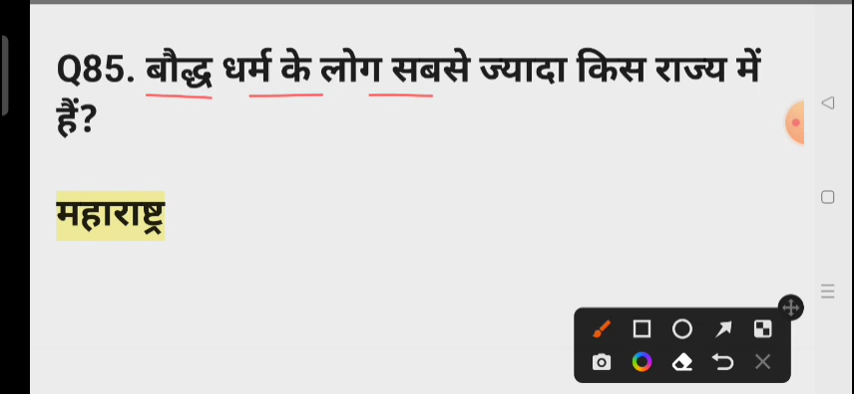 Q85. बौद्ध धर्म के लोग सबसे ज्यादा किस राज्य में
हैं?
महाराष्ट्र